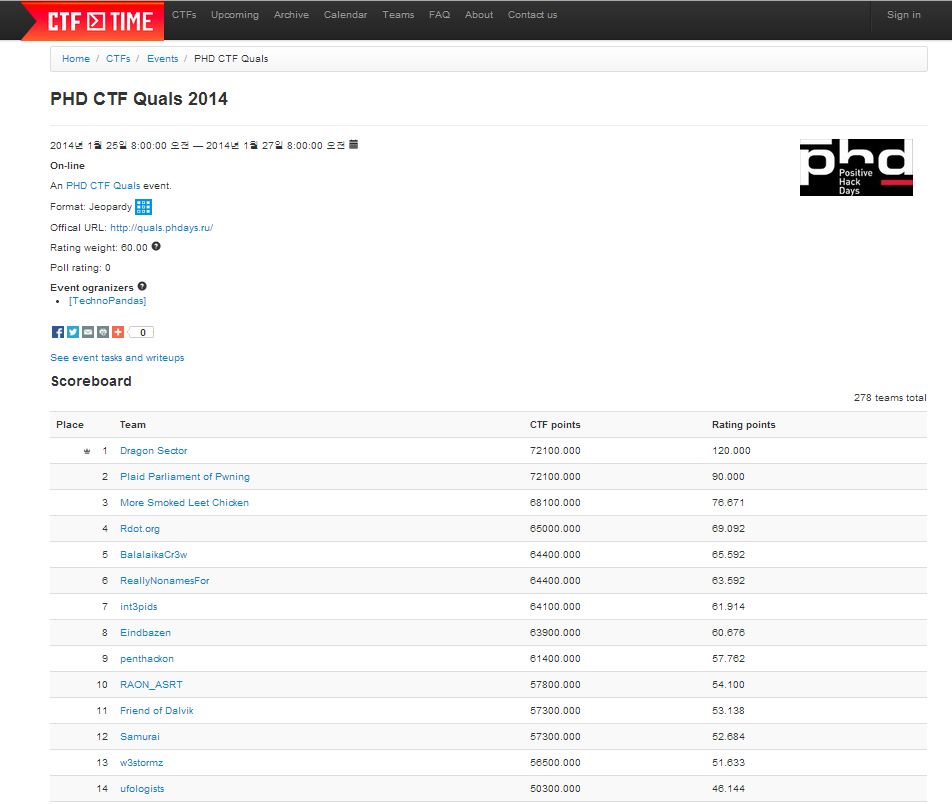 CTF TIME
CTFs Upcoming Archive Calendar Teams FAQ About Contact us Sign in
Home / CTFs / Events / PHD CTF Quals
PHD CTF Quals 2014
2014년 1월 25일 8:00:00 오전 — 2014년 1월 27일 8:00:00 오전
phd
Positive
Hack
Days
On-line
An PHD CTF Quals event.
Format: Jeopardy
Offical URL: http://quals.phdays.ru/
Rating weight: 60.00
Poll rating: 0
Event ogranizers
• [TechnoPandas]
0
See event tasks and writeups
Scoreboard
278 teams total
Place Team CTF points Rating points
1 Dragon Sector 72100.000 120.000
2 Plaid Parliament of Pwning 72100.000 90.000
3 More Smoked Leet Chicken 68100.000 76.671
4 Rdot.org 65000.000 69.092
5 BalalaikaCr3w 64400.000 65.592
6 ReallyNonamesFor 64400.000 63.592
7 int3pids 64100.000 61.914
8 Eindbazen 63900.000 60.676
9 penthackon 61400.000 57.762
10 RAON_ASRT 57800.000 54.100
11 Friend of Dalvik 57300.000 53.138
12 Samurai 57300.000 52.684
13 w3stormz 56500.000 51.633
14 ufologists 50300.000 46.144